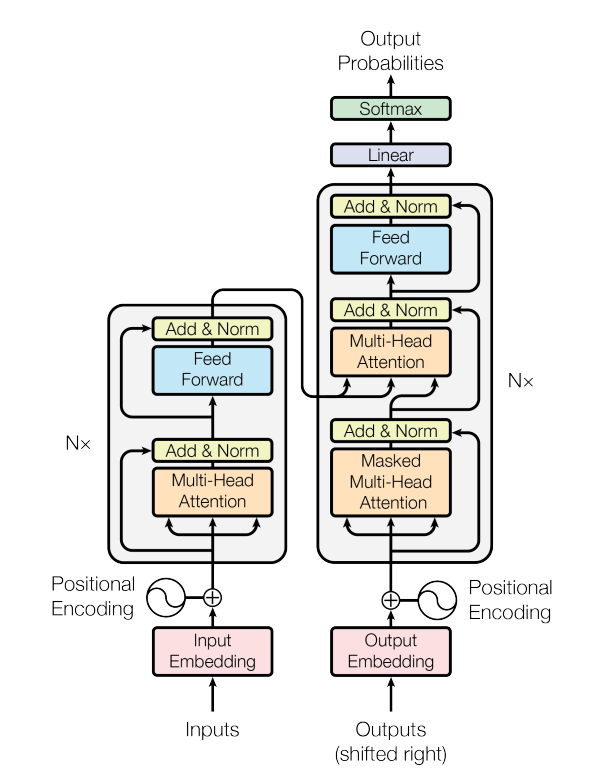 Output
Probabilities
Softmax
Linear
Add & Norm
Feed
Forward
Add & Norm
Multi-Head
Attention
Add & Norm
Masked
Multi-Head
Attention
N×
Add & Norm
Feed
Forward
Add & Norm
Multi-Head
Attention
N×
Positional
Encoding
Positional
Encoding
Input
Embedding
Output
Embedding
Inputs
Outputs
(shifted right)